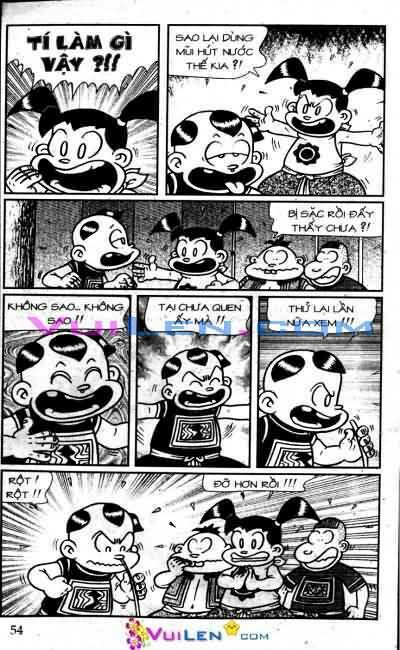 TÍ LÀM GÌ
VẬY ?!!
SAO LẠI DÙNG
MŨI HÚT NƯỚC
THẾ KIA ?!
BỊ SẶC RỒI ĐẤY
THẤY CHƯA ?!
KHÔNG SAO... KHÔNG
SAO !!
TẠI CHƯA QUEN
ẤY MÀ !!
THỬ LẠI LẦN
NỮA XEM !!!
VUILEN.COM
RỘT !
RỘT !!
ĐỠ HƠN RỒI !!!
54
VUILEN.COM